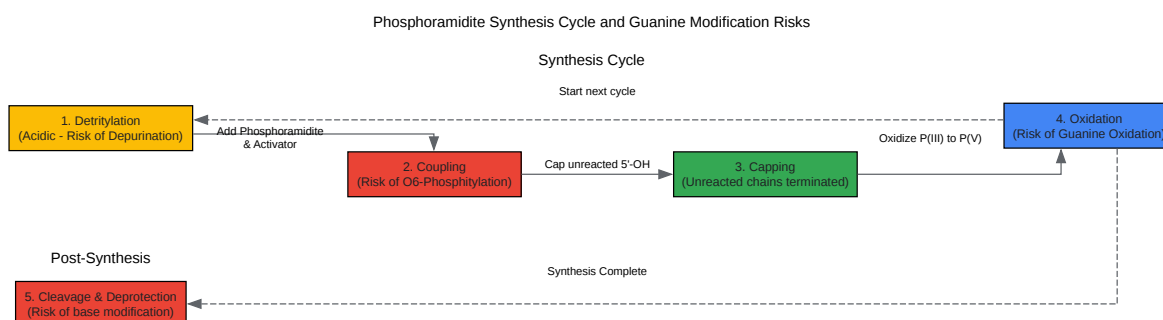 Phosphoramidite Synthesis Cycle and Guanine Modification Risks
Synthesis Cycle
Start next cycle
1. Detritylation
(Acidic - Risk of Depurination)
Add Phosphoramidite
& Activator
2. Coupling
(Risk of O6-Phosphitylation)
Cap unreacted 5'-OH
3. Capping
(Unreacted chains terminated)
Oxidize P(III) to P(V)
4. Oxidation
(Risk of Guanine Oxidation)
Post-Synthesis
Synthesis Complete
5. Cleavage & Deprotection
(Risk of base modification)